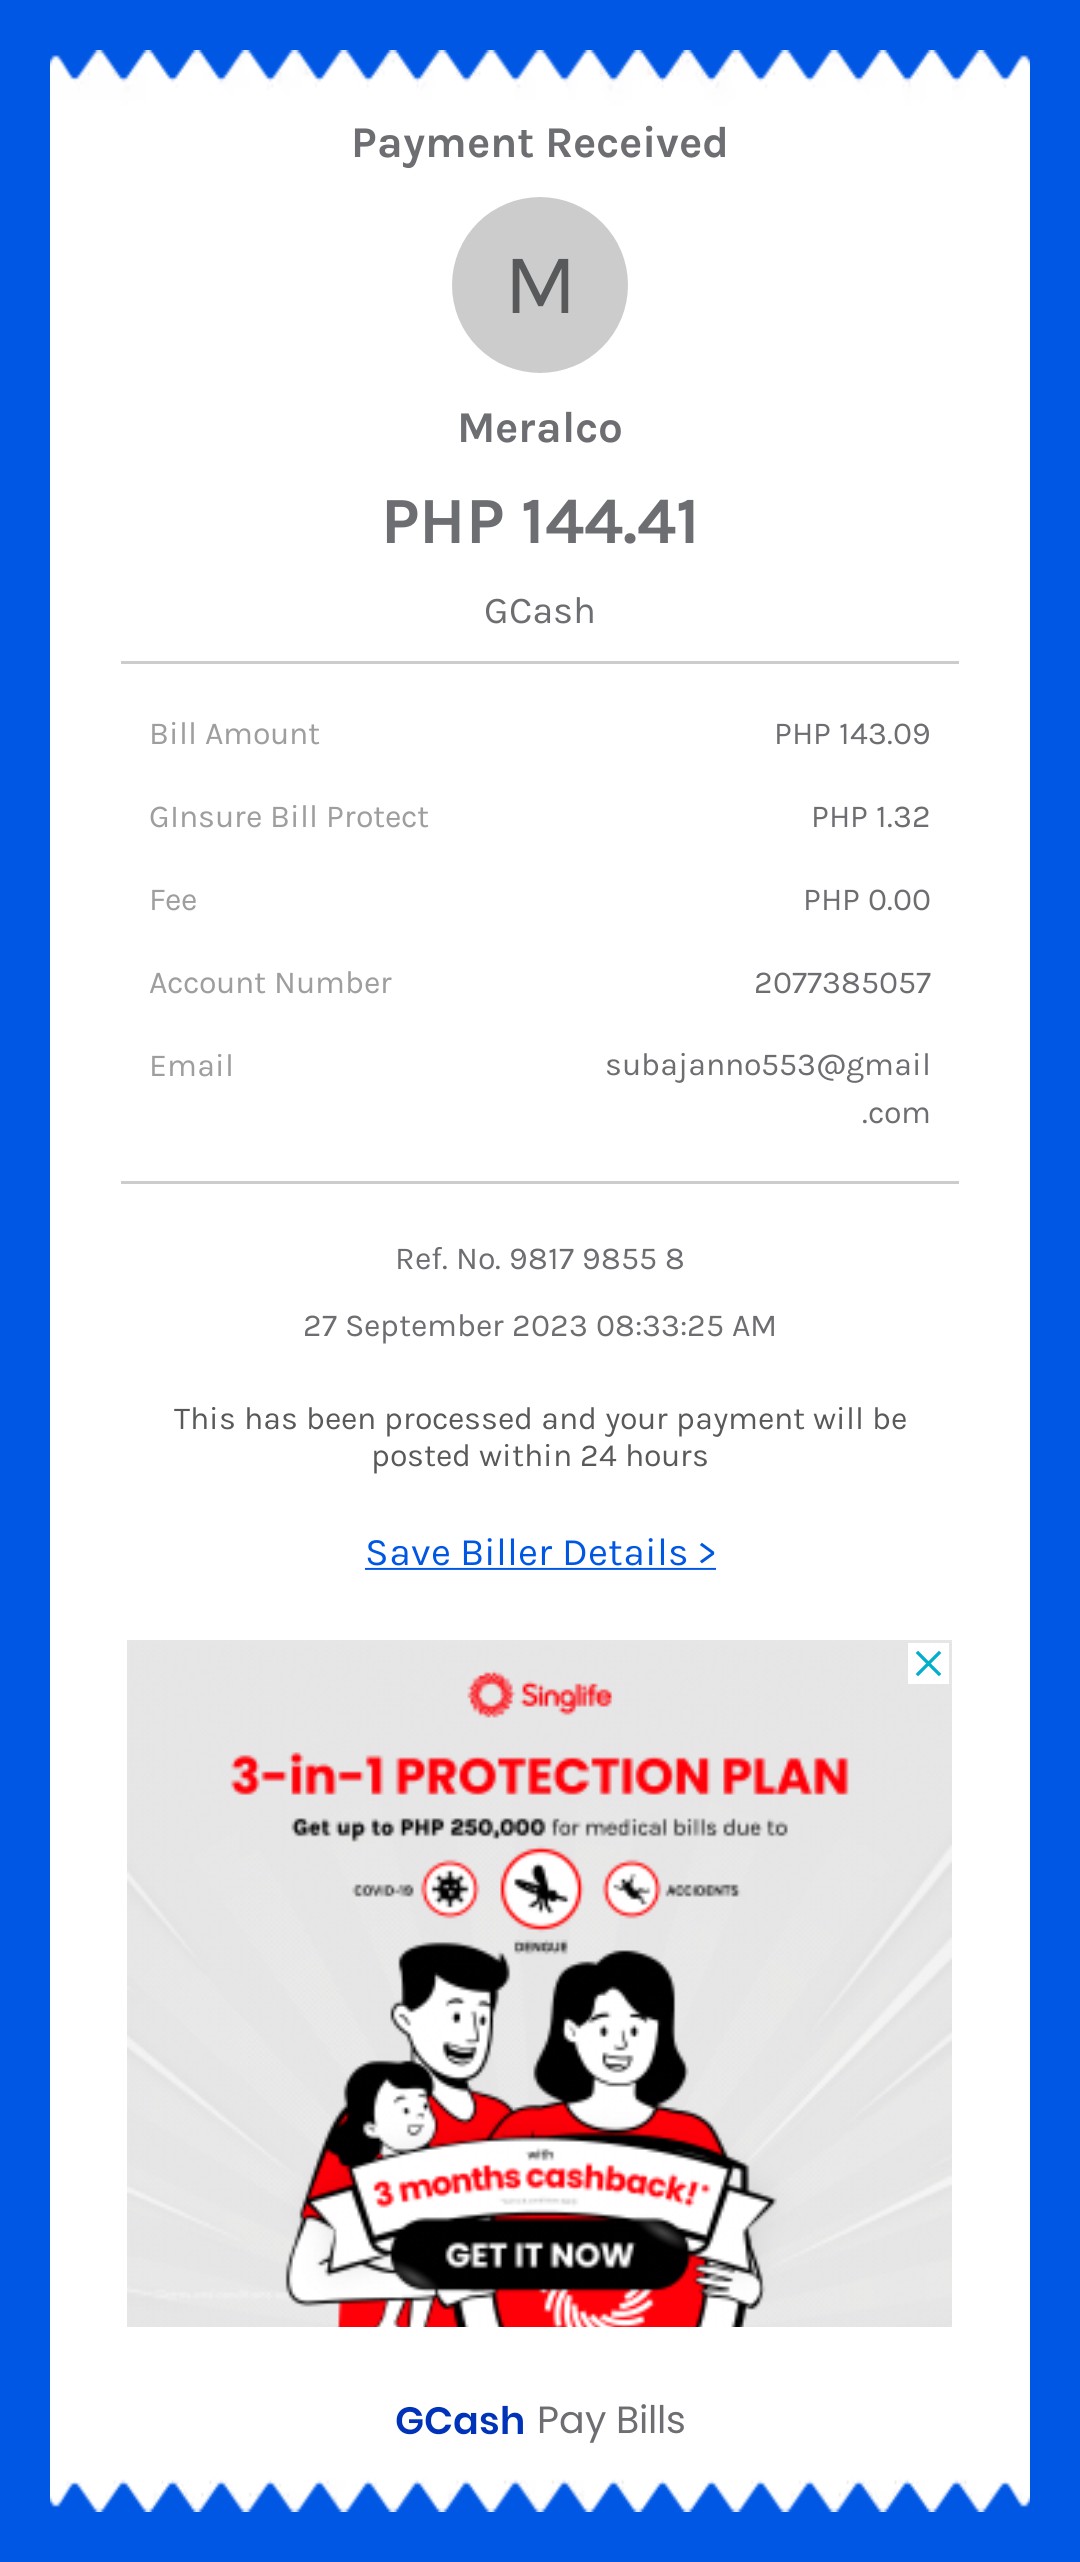 Payment Received
M
Meralco
PHP 144.41
GCash
Bill Amount PHP 143.09
GInsure Bill Protect PHP 1.32
Fee PHP 0.00
Account Number 2077385057
Email subajanno553@gmail
.com
Ref. No. 9817 9855 8
27 September 2023 08:33:25 AM
This has been processed and your payment will be
posted within 24 hours
Save Biller Details >
Singlife
3-in-1 PROTECTION PLAN
Get up to PHP 250,000 for medical bills due to
COVID-19 ACCIDENTS
DENGUE
with
3 months cashback!*
GET IT NOW
GCash Pay Bills